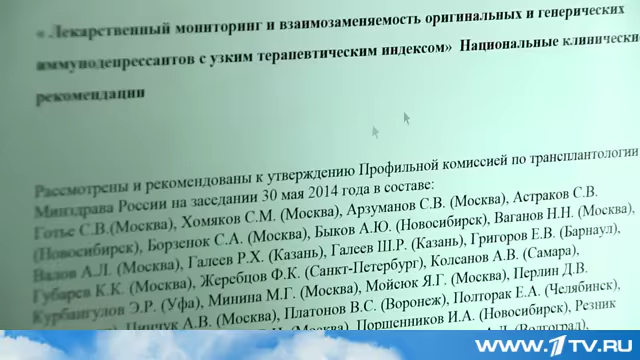 « Лекарственный мониторинг и взаимозаменяемость оригинальных и генерических
иммунодепрессантов с узким терапевтическим индексом» Национальные клинические
рекомендации
Рассмотрены и рекомендованы к утверждению Профильной комиссией по трансплантологии
Минздрава России на заседании 30 мая 2014 года в составе:
Готье С.В.(Москва), Хомяков С.М. (Москва), Арзуманов С.В. (Москва), Астраков С.В.
(Новосибирск), Борзенок С.А. (Москва), Быков А.Ю. (Новосибирск), Ваганов Н.Н. (Москва),
Валов А.Л. (Москва), Галеев Р.Х. (Казань), Галеев Ш.Р. (Казань), Григоров Е.В. (Барнаул),
Губарев К.К. (Москва), Жеребцов Ф.К. (Санкт-Петербург), Колсанов А.В. (Самара),
Курбангулов Э.Р. (Уфа), Минина М.Г. (Москва), Мойсюк Я.Г. (Москва), Перлин Д.В.
Пинчук А.В. (Москва), Платонов В.С. (Воронеж), Полторак Е.А. (Челябинск),
(Москва), Поршенников И.А. (Новосибирск), Резник
(Волгоград),
WWW.1TV.RU